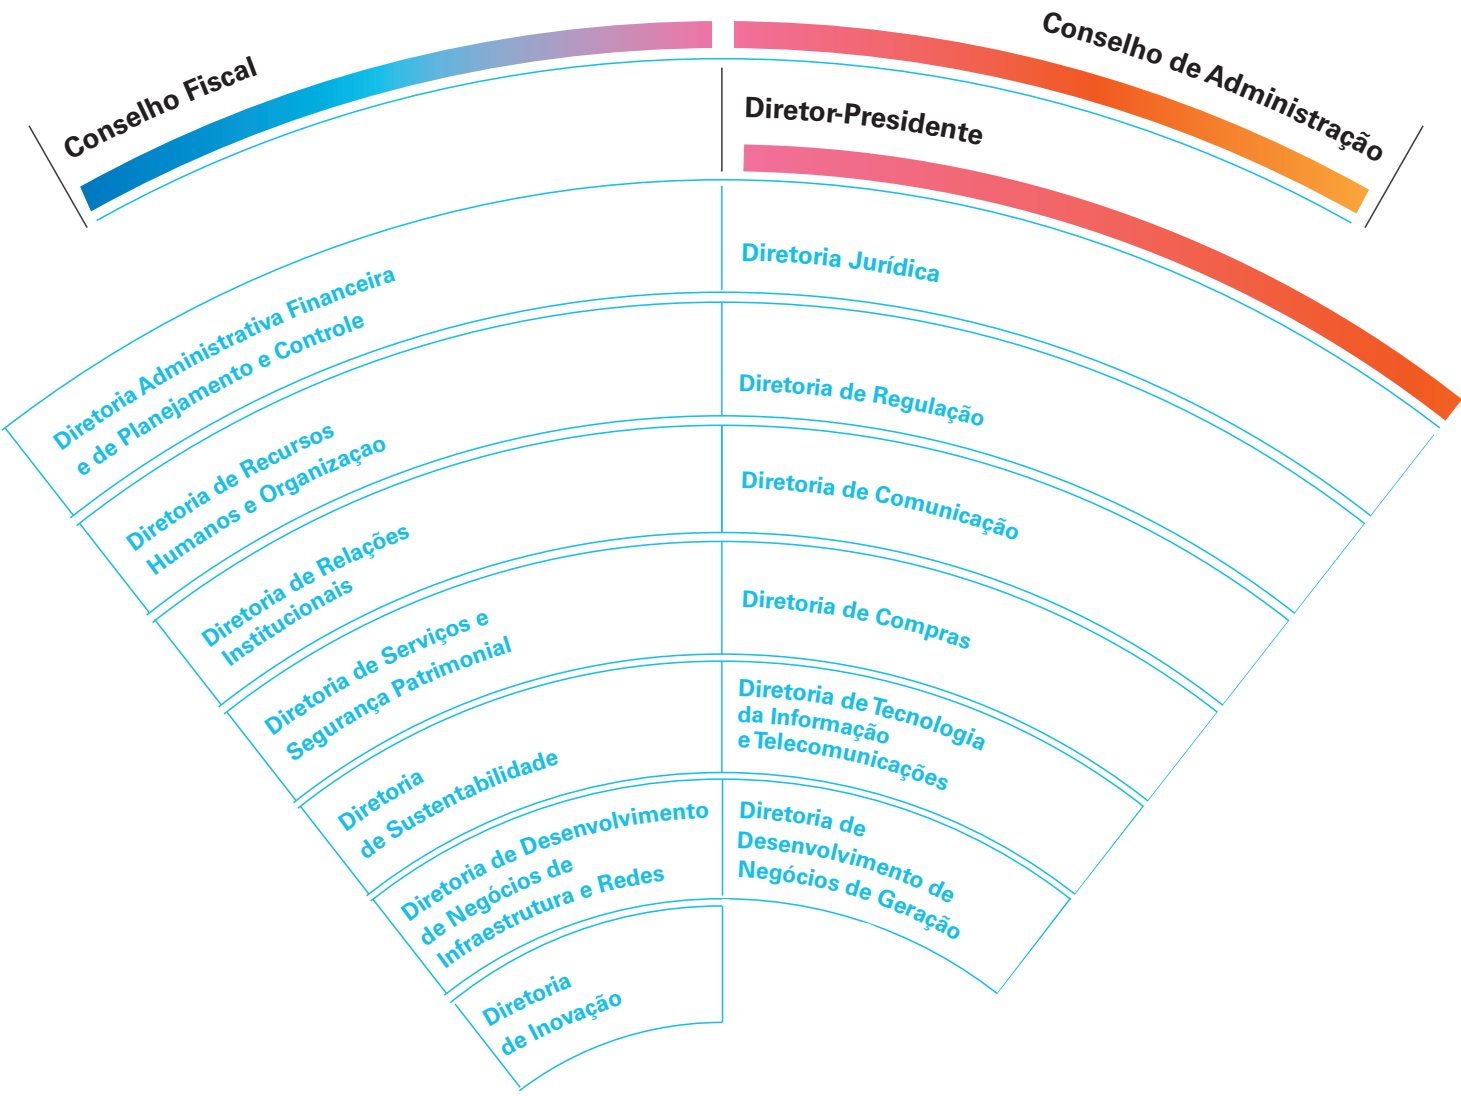 Conselho Fiscal
Conselho de Administração
Diretor-Presidente
Diretoria Administrativa Financeira
e de Planejamento e Controle
Diretoria Jurídica
Diretoria de Recursos
Humanos e Organizaçao
Diretoria de Regulação
Diretoria de Relações
Institucionais
Diretoria de Comunicação
Diretoria de Serviços e
Segurança Patrimonial
Diretoria de Compras
Diretoria
de Sustentabilidade
Diretoria de Tecnologia
da Informação
e Telecomunicações
Diretoria de Desenvolvimento
de Negócios de
Infraestrutura e Redes
Diretoria de
Desenvolvimento de
Negócios de Geração
Diretoria
de Inovação